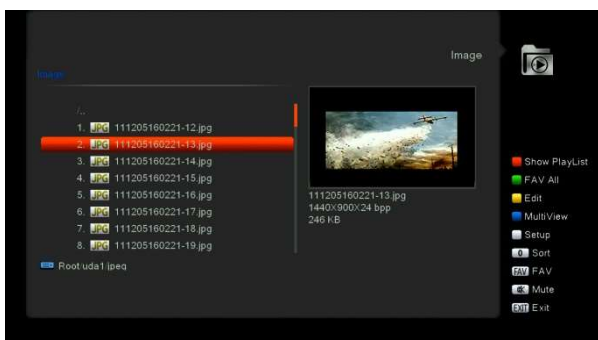 Image
Image
/..
1. JPG 111205160221-12.jpg
2. JPG 111205160221-13.jpg
3. JPG 111205160221-14.jpg
4. JPG 111205160221-15.jpg
5. JPG 111205160221-16.jpg
6. JPG 111205160221-17.jpg
7. JPG 111205160221-18.jpg
8. JPG 111205160221-19.jpg
Root/uda1/jpeg
111205160221-13.jpg
1440X900X24 bpp
246 KB
Show PlayList
FAV All
Edit
MultiView
Setup
0 Sort
FAV FAV
Mute
EXIT Exit